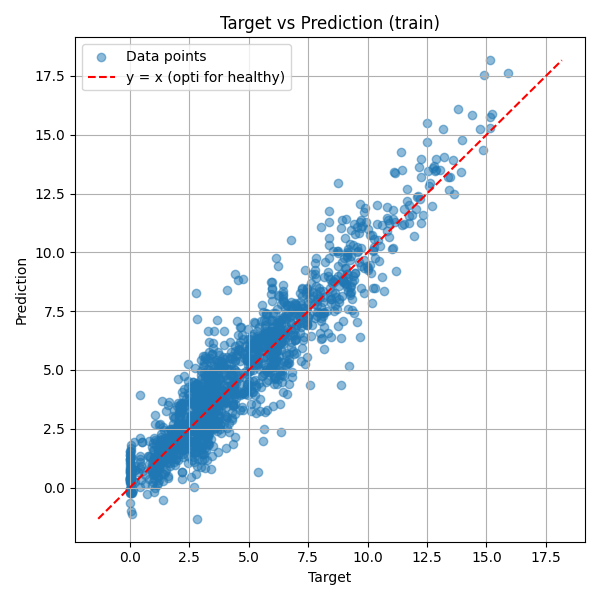 Target vs Prediction (train)
Data points
y = x (opti for healthy)
17.5
15.0
12.5
10.0
7.5
5.0
2.5
0.0
Prediction
0.0 2.5 5.0 7.5 10.0 12.5 15.0 17.5
Target